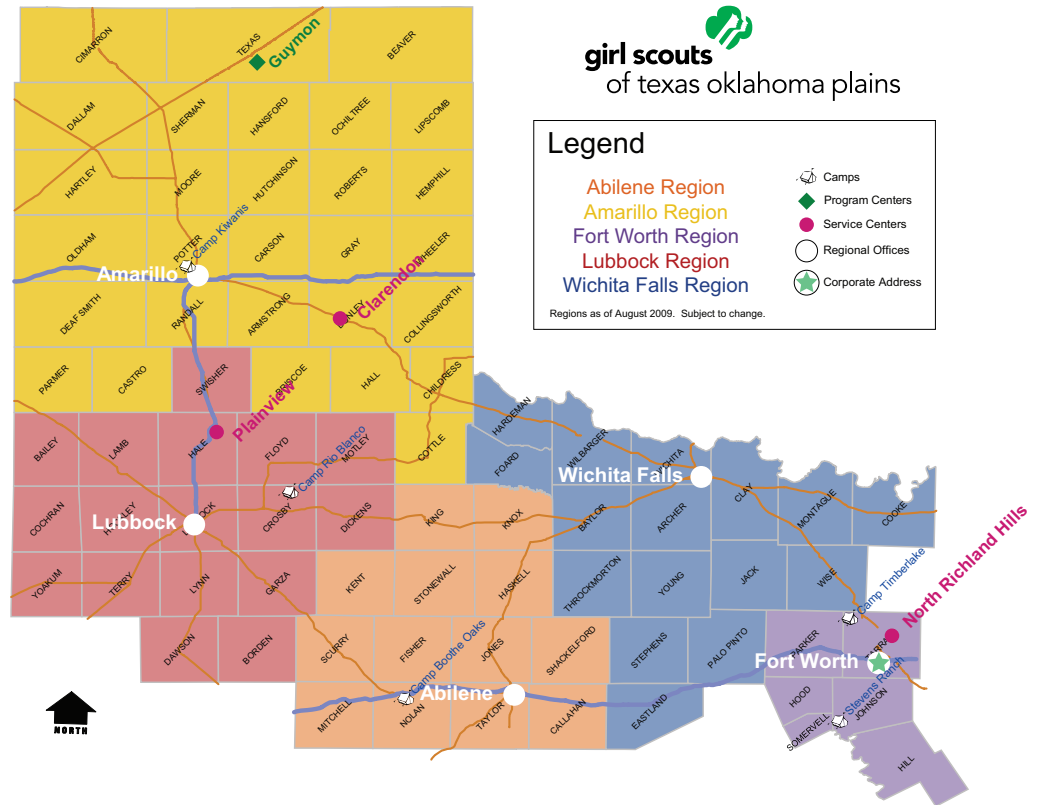 girl scouts
of texas oklahoma plains
Legend
Abilene Region
Amarillo Region
Fort Worth Region
Lubbock Region
Wichita Falls Region
Camps
Program Centers
Service Centers
Regional Offices
Corporate Address
Regions as of August 2009. Subject to change.
CIMARRON
TEXAS
Guymon
BEAVER
DALLAM
SHERMAN
HANSFORD
OCHILTREE
LIPSCOMB
HARTLEY
MOORE
HUTCHINSON
ROBERTS
HEMPHILL
OLDHAM
POTTER
Camp Kiwanis
CARSON
GRAY
WHEELER
Amarillo
DEAF SMITH
RANDALL
ARMSTRONG
Clarendon
COLLINGSWORTH
PARMER
CASTRO
SWISHER
BRISCOE
HALL
CHILDRESS
Plainview
BAILEY
LAMB
HALE
FLOYD
MOTLEY
Camp Rio Blanco
COTTLE
HARDEMAN
FOARD
WILBARGER
WICHITA
Wichita Falls
CLAY
MONTAGUE
COOKE
COCHRAN
Lubbock
CROSBY
DICKENS
KING
KNOX
BAYLOR
ARCHER
YOAKUM
TERRY
LYNN
GARZA
KENT
STONEWALL
HASKELL
THROCKMORTON
YOUNG
JACK
WISE
Camp Timberlake
North Richland Hills
DAWSON
BORDEN
SCURRY
FISHER
Camp Boothe Oaks
JONES
SHACKELFORD
STEPHENS
PALO PINTO
PARKER
Fort Worth
MITCHELL
NOLAN
Abilene
TAYLOR
CALLAHAN
EASTLAND
HOOD
Stevens Ranch
JOHNSON
SOMERVELL
HILL
NORTH